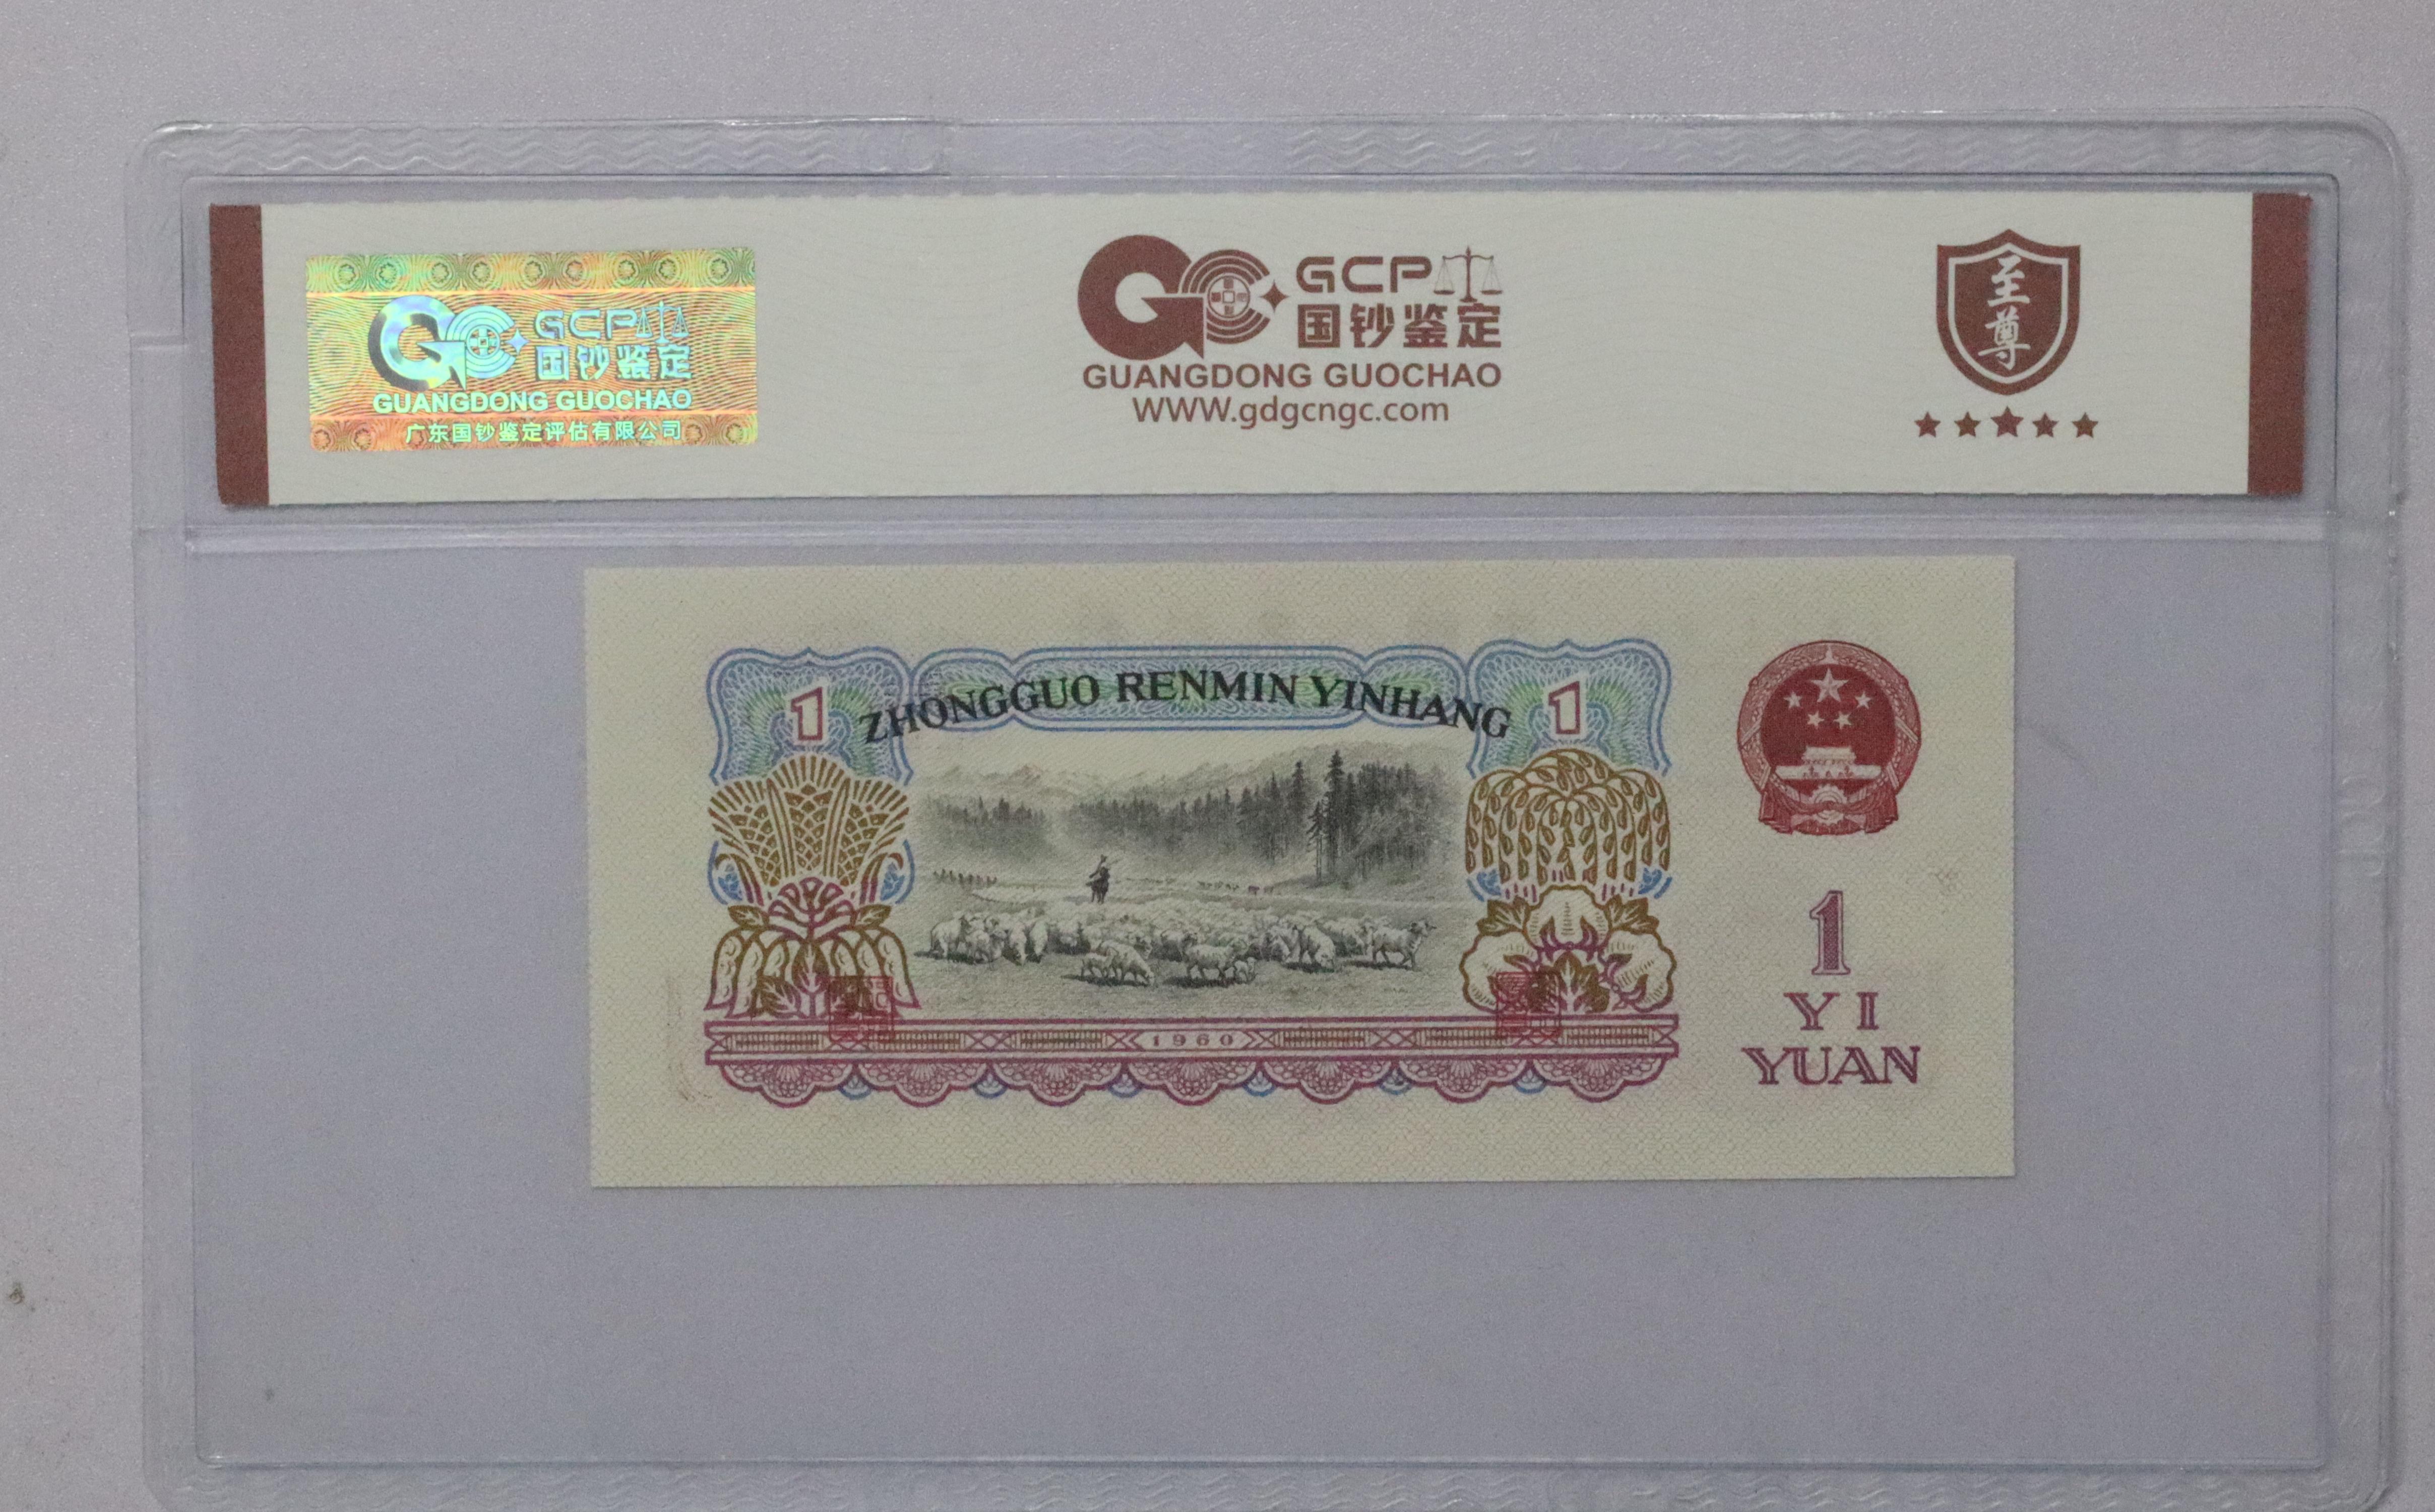 GCP
国钞鉴定
GUANGDONG GUOCHAO
广东国钞鉴定评估有限公司
GCP
国钞鉴定
GUANGDONG GUOCHAO
WWW.gdgcngc.com
至尊
1 ZHONGGUO RENMIN YINHANG 1
1960
1
YI
YUAN